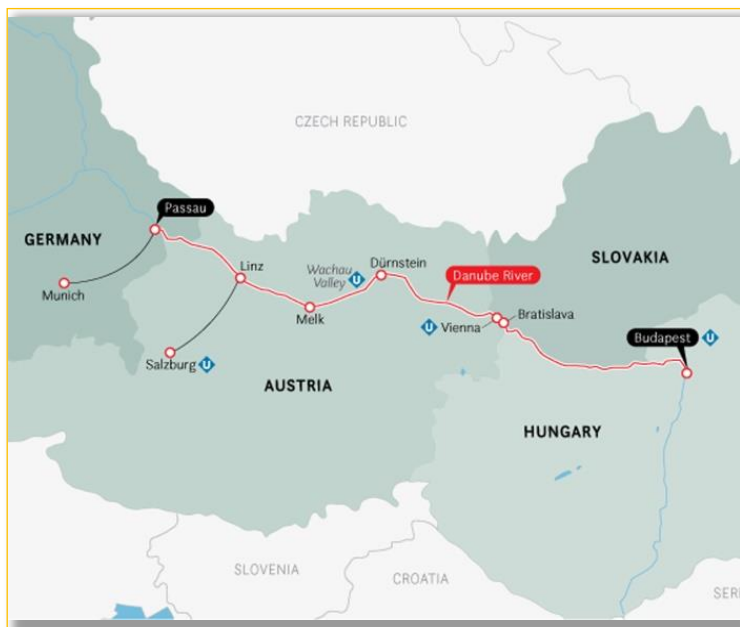 CZECH REPUBLIC
Passau
GERMANY
Munich
Linz
Wachau
Valley
U
Dürnstein
Danube River
SLOVAKIA
Melk
U
Vienna
Bratislava
Budapest
U
Salzburg
U
AUSTRIA
HUNGARY
SLOVENIA
CROATIA
SER